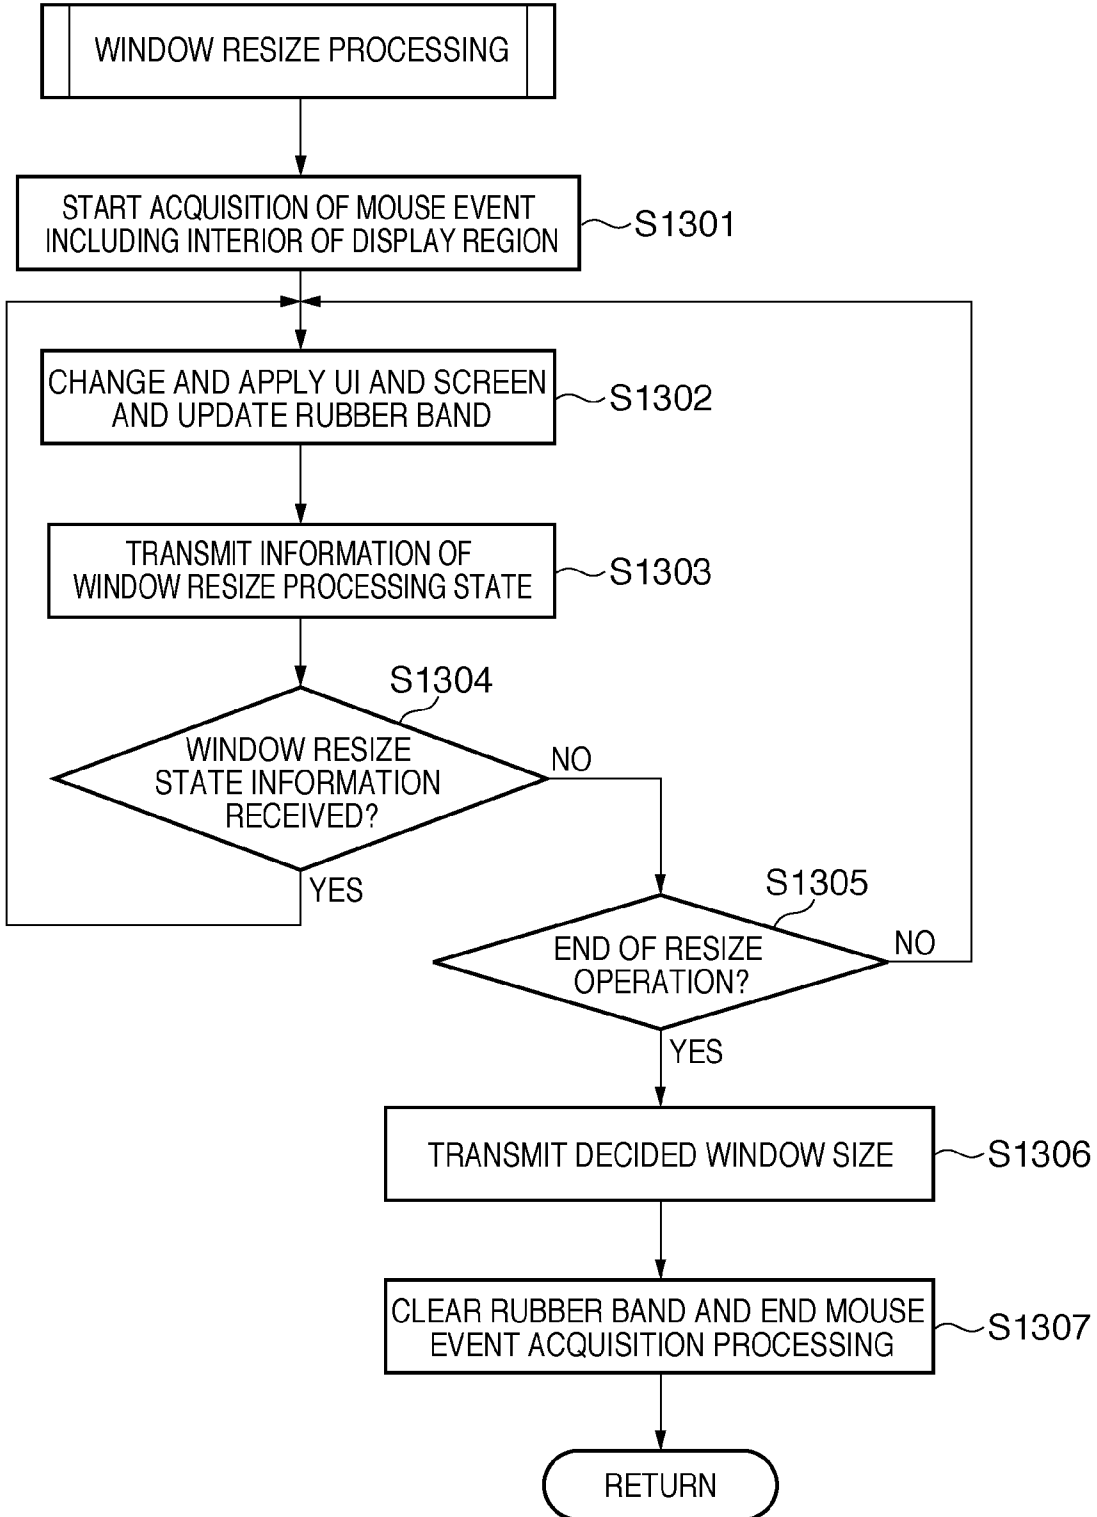 WINDOW RESIZE PROCESSING
START ACQUISITION OF MOUSE EVENT
INCLUDING INTERIOR OF DISPLAY REGION
S1301
CHANGE AND APPLY UI AND SCREEN
AND UPDATE RUBBER BAND
S1302
TRANSMIT INFORMATION OF
WINDOW RESIZE PROCESSING STATE
S1303
S1304
WINDOW RESIZE
STATE INFORMATION
RECEIVED?
NO
YES
S1305
END OF RESIZE
OPERATION?
NO
YES
TRANSMIT DECIDED WINDOW SIZE
S1306
CLEAR RUBBER BAND AND END MOUSE
EVENT ACQUISITION PROCESSING
S1307
RETURN